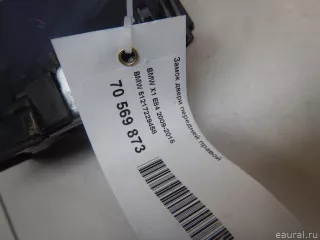 Замок двери передней правой
BMW X1 E84 2009-2015
BMW 51217229458
70 569 873
eaural.ru